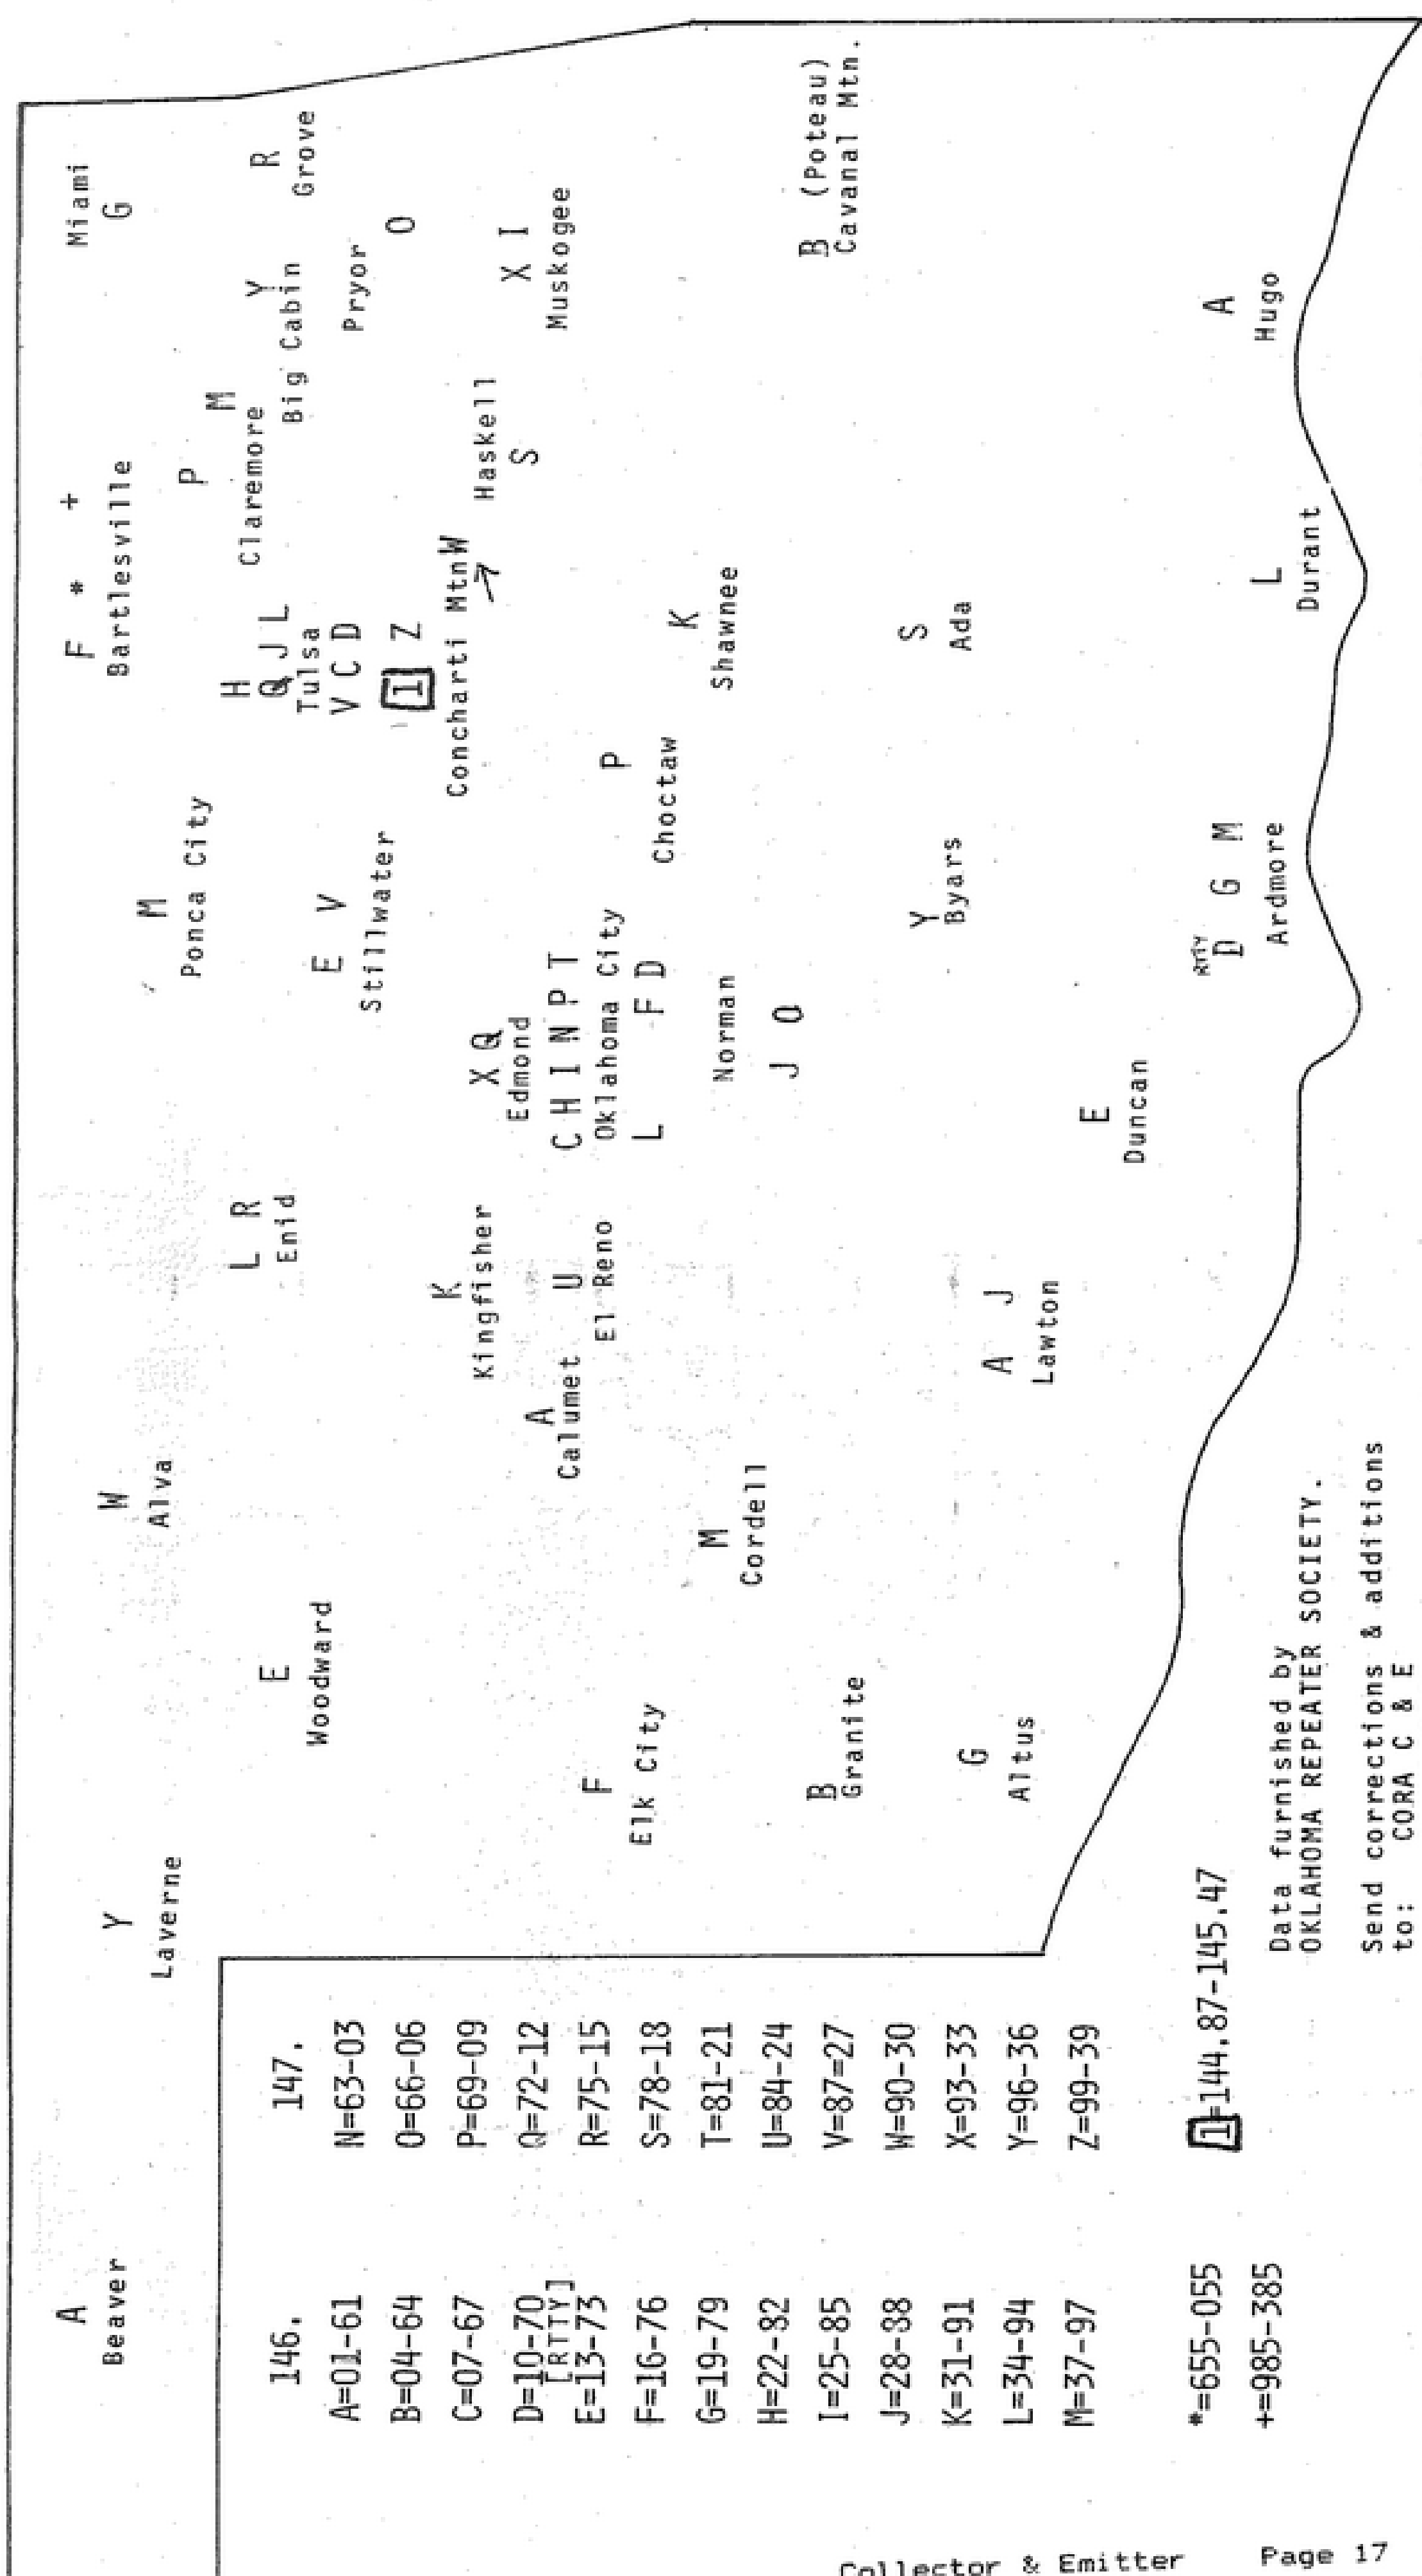 A
Beaver
Y
Laverne
W
Alva
M
Ponca City
F * +
Bartlesville
Miami
G
E
Woodward
L R
Enid
E V
Stillwater
H
Q J L
Tulsa
V C D
1 Z
P
M
Claremore
Y
Big Cabin
R
Grove
Pryor
O
Concharti Mtn W
Haskell
S
X I
Muskogee
K
Kingfisher
X Q
Edmond
A
Calumet
U
El Reno
C H I N P T
Oklahoma City
L F D
P
Choctaw
F
Elk City
M
Cordell
Norman
J O
K
Shawnee
B (Poteau)
Cavanal Mtn.
B
Granite
G
Altus
A J
Lawton
Y
Byars
S
Ada
E
Duncan
RTTY
D G M
Ardmore
L
Durant
A
Hugo
146. 147.
A=01-61 N=63-03
B=04-64 O=66-06
C=07-67 P=69-09
D=10-70 Q=72-12
[RTTY]
E=13-73 R=75-15
F=16-76 S=78-18
G=19-79 T=81-21
H=22-82 U=84-24
I=25-85 V=87=27
J=28-88 W=90-30
K=31-91 X=93-33
L=34-94 Y=96-36
M=37-97 Z=99-39
*=655-055 1=144.87-145.47
+=985-385
Data furnished by
OKLAHOMA REPEATER SOCIETY.
Send corrections & additions
to: CORA C & E
Collector & Emitter Page 17